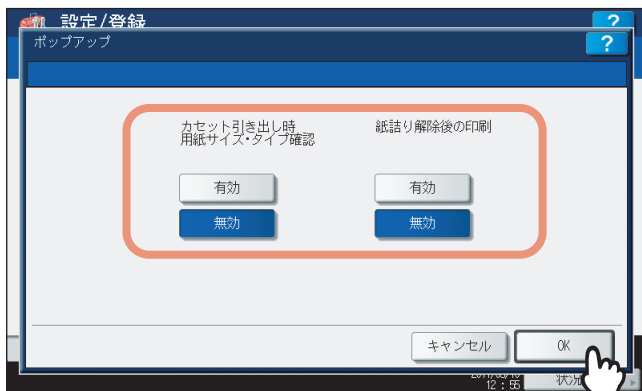 設定/登録
?
ポップアップ
?
カセット引き出し時
用紙サイズ・タイプ確認
紙詰り解除後の印刷
有効
有効
無効
無効
キャンセル
OK
12:55
状況